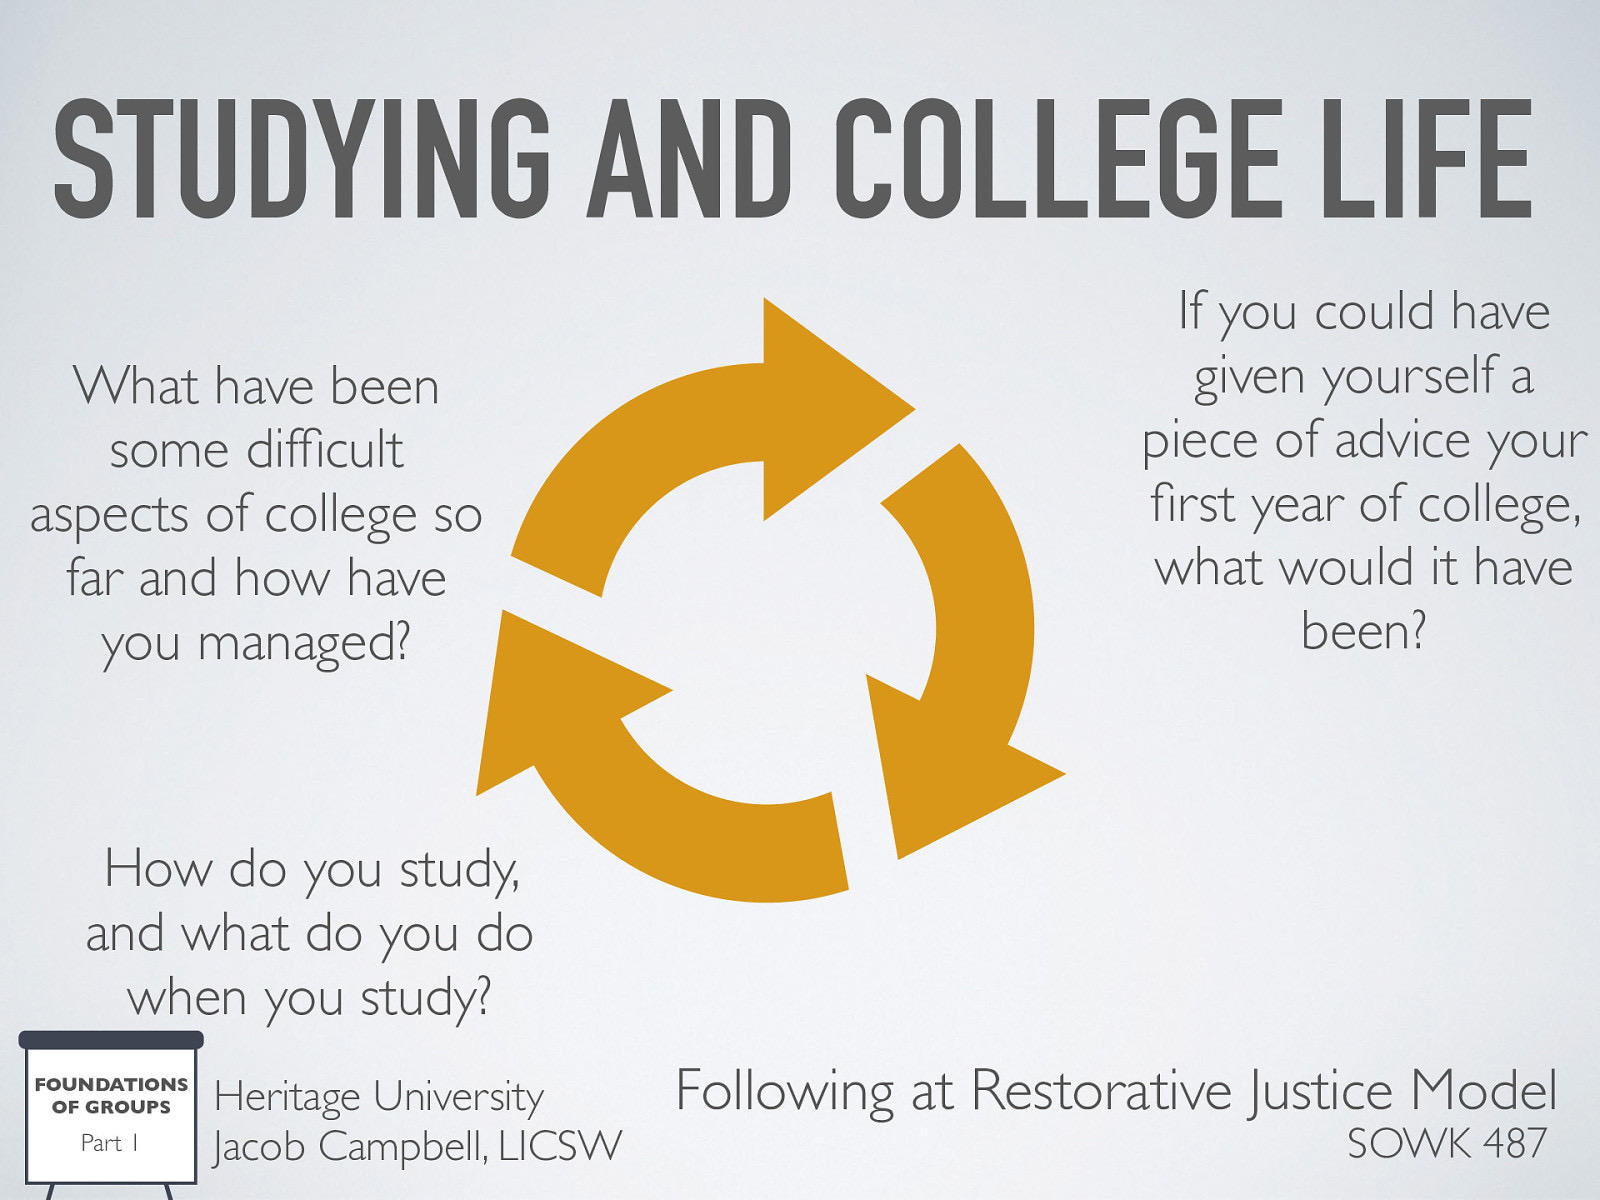 STUDYING AND COLLEGE LIFE
What have been
some difficult
aspects of college so
far and how have
you managed?
If you could have
given yourself a
piece of advice your
first year of college,
what would it have
been?
How do you study,
and what do you do
when you study?
FOUNDATIONS
OF GROUPS
Part 1
Heritage University
Jacob Campbell, LICSW
Following at Restorative Justice Model
SOWK 487